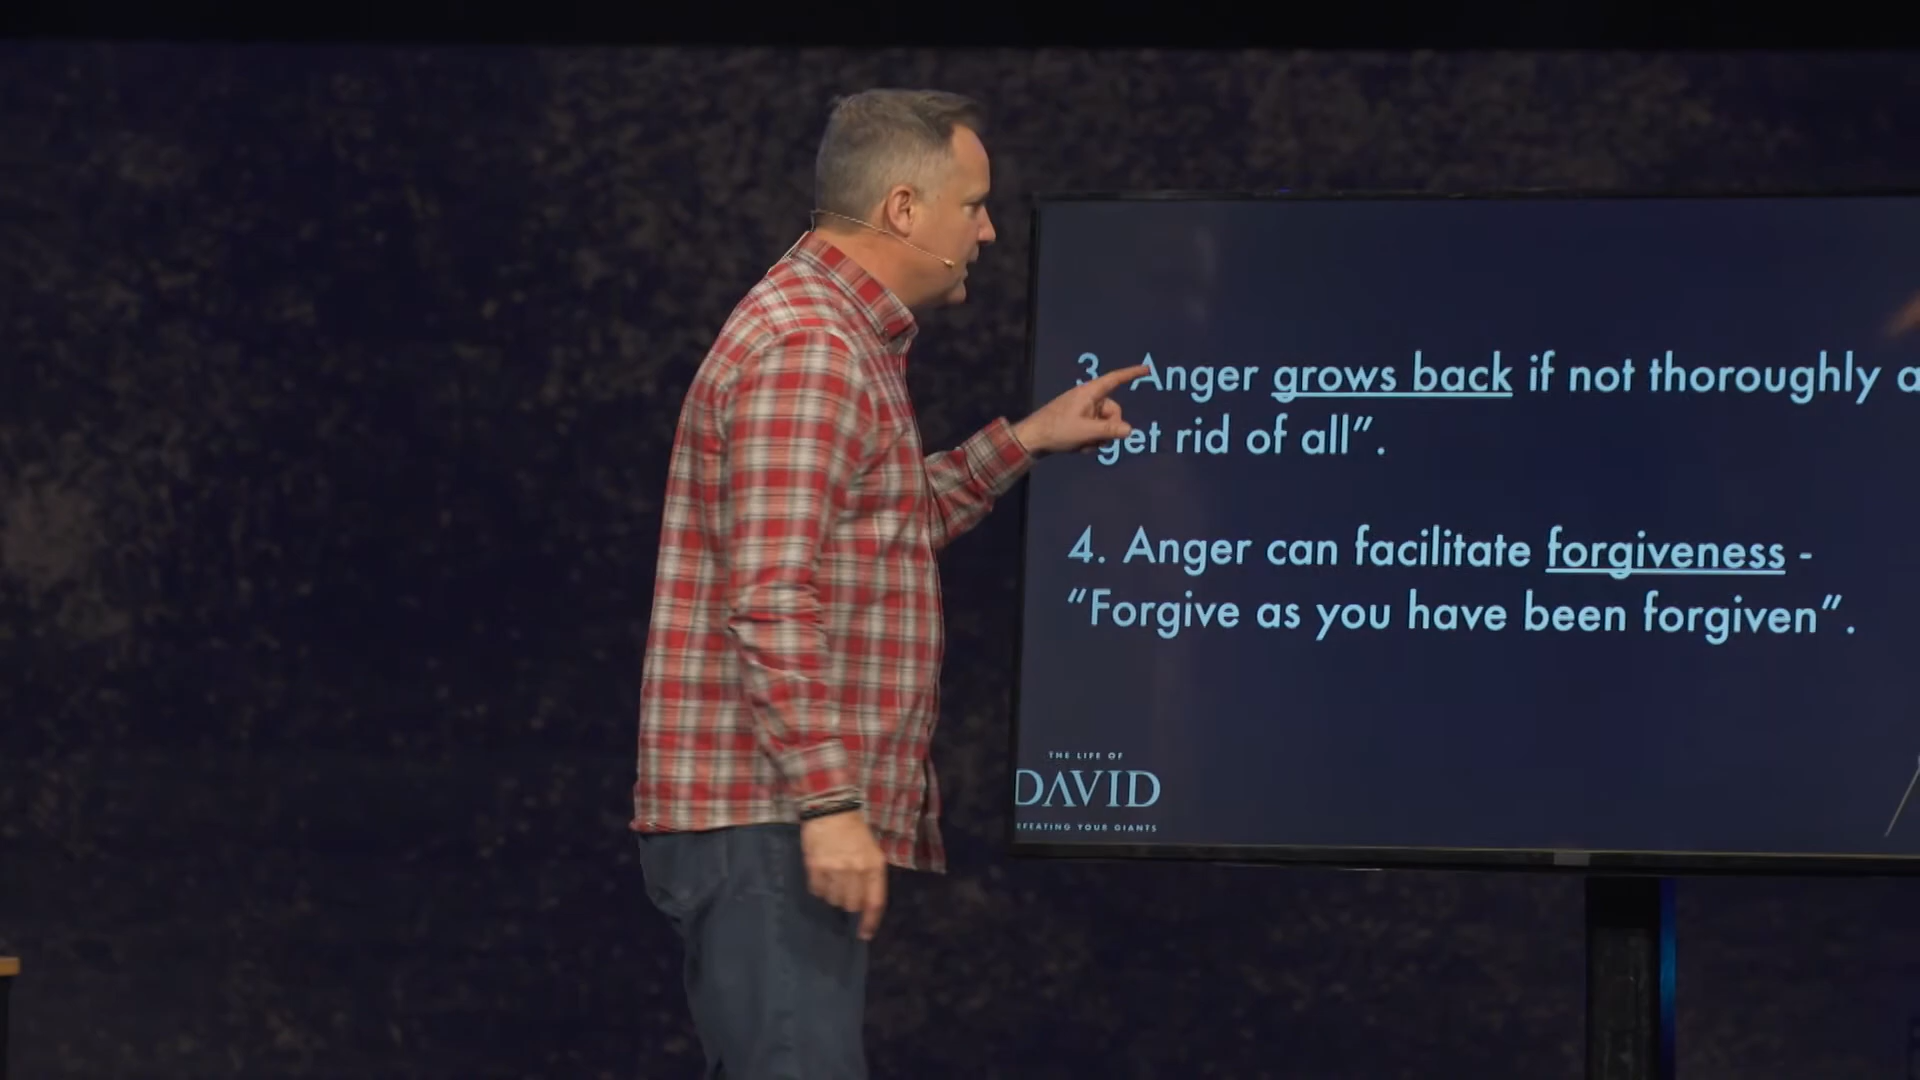 3. Anger grows back if not thoroughly
get rid of all”.
4. Anger can facilitate forgiveness -
“Forgive as you have been forgiven”.
THE LIFE OF
DAVID
DEFEATING YOUR GIANTS